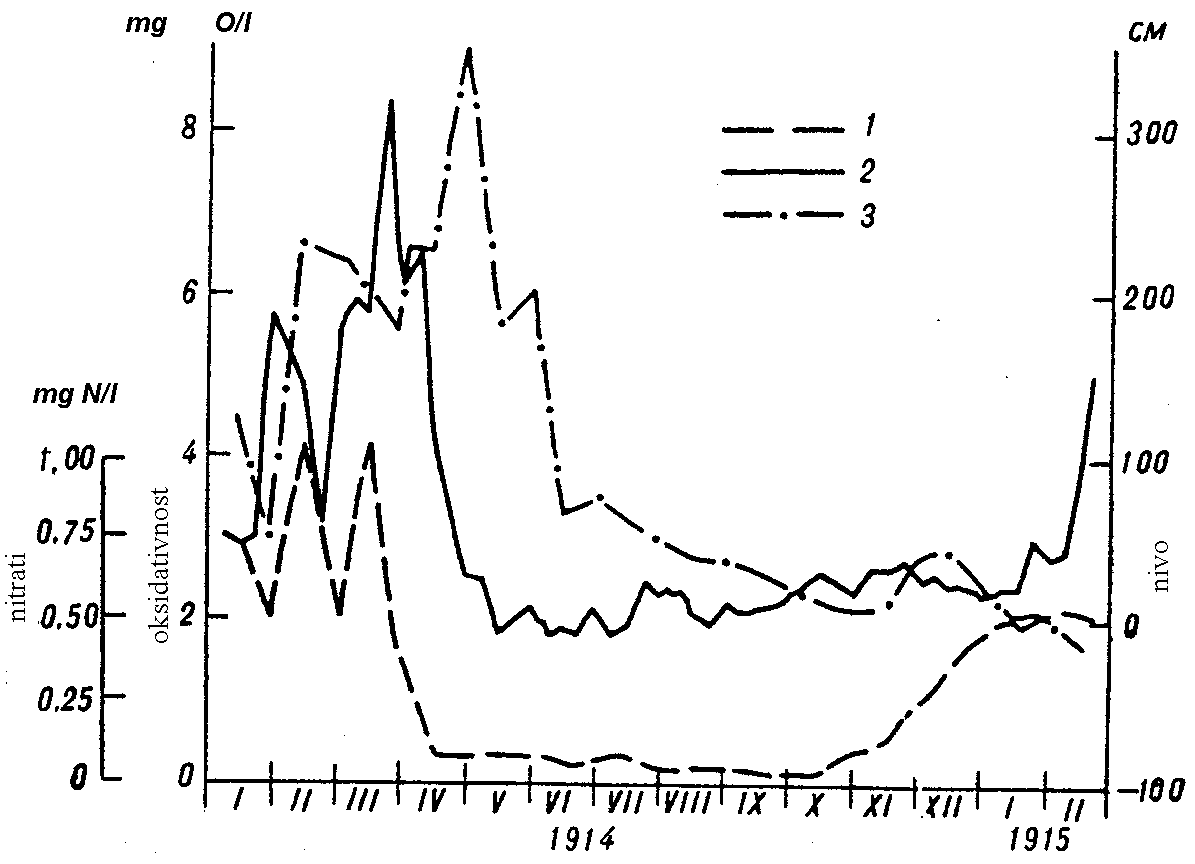 mg O/l CM
8 1 300
2
3
6 200
mg N/l
1,00 4 100
0,75
nitrati oksidativnost nivo
0,50 2 0
0,25
0 0 -100
I II III IV V VI VII VIII IX X XI XII I II
1914 1915